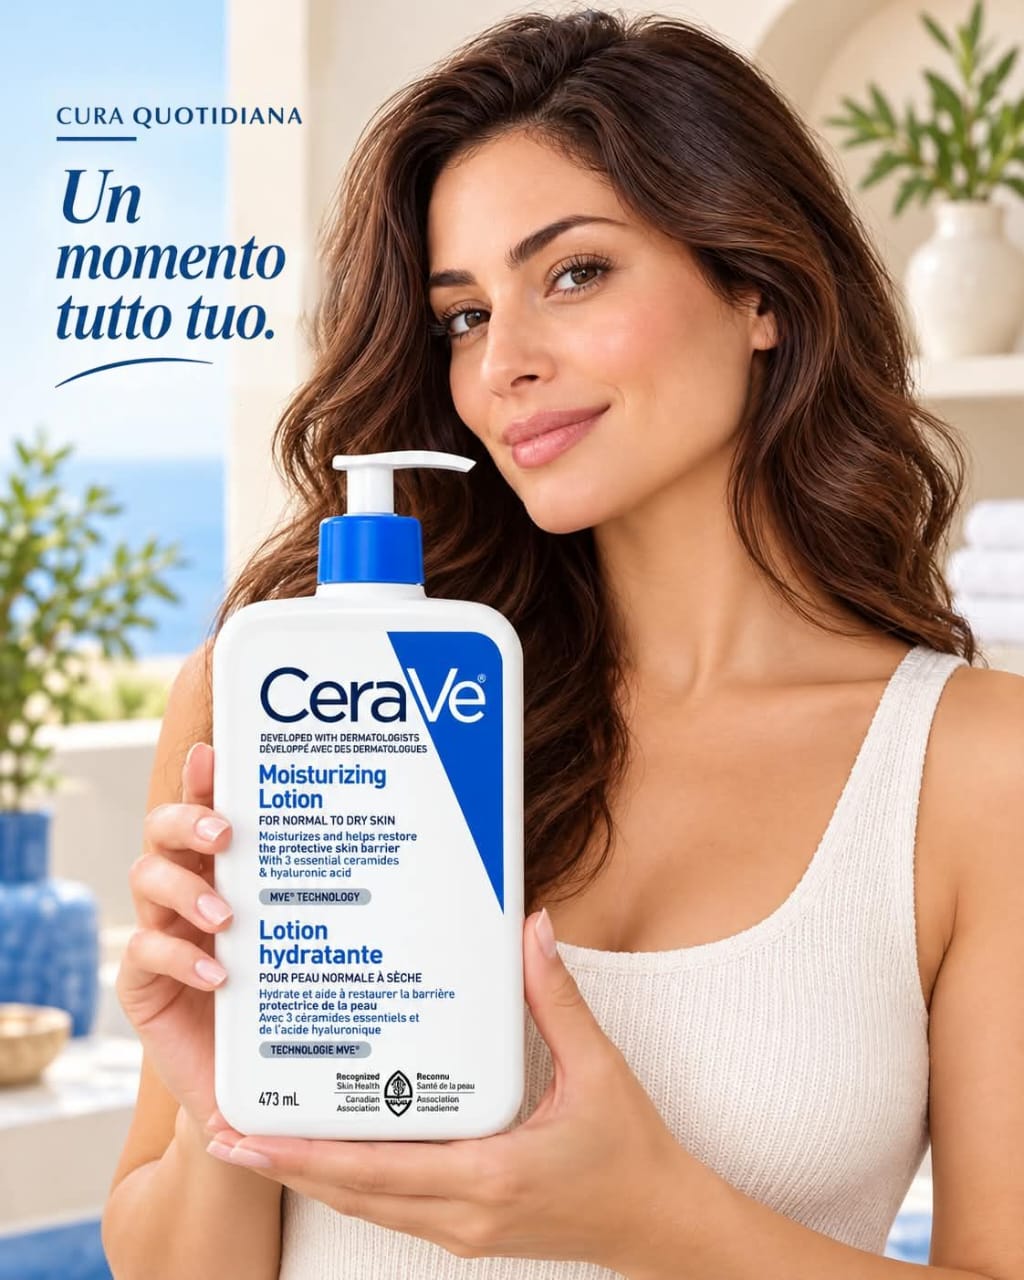 CURA QUOTIDIANA
Un
momento
tutto tuo.
CeraVe®
DEVELOPED WITH DERMATOLOGISTS
DÉVELOPPÉ AVEC DES DERMATOLOGUES
Moisturizing
Lotion
FOR NORMAL TO DRY SKIN
Moisturizes and helps restore
the protective skin barrier
With 3 essential ceramides
& hyaluronic acid
MVE® TECHNOLOGY
Lotion
hydratante
POUR PEAU NORMALE À SÈCHE
Hydrate et aide à restaurer la barrière
protectrice de la peau
Avec 3 céramides essentiels et
de l'acide hyaluronique
TECHNOLOGIE MVE®
473 mL
Recognized
Skin Health
Canadian
Association
Reconnu
Santé de la peau
Association
canadienne